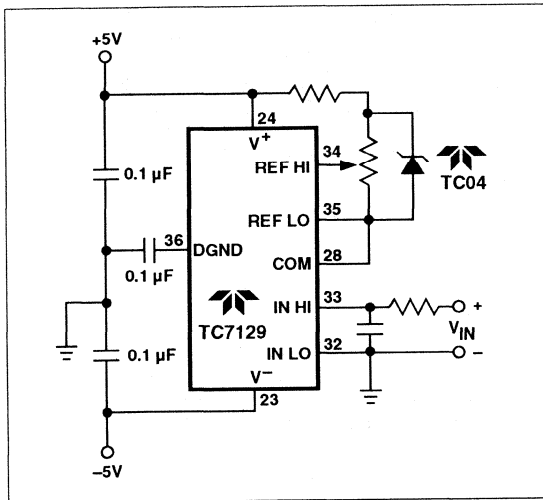 +5V
24
V+
34
REF HI
TC04
0.1 µF
35
REF LO
36
DGND
28
COM
0.1 µF
33
IN HI
+
TC7129
VIN
0.1 µF
32
IN LO
–
V–
23
–5V